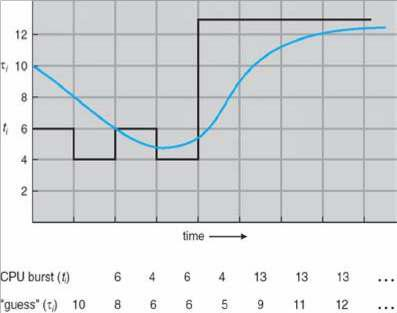 12
τi 10
8
ti 6
4
2
time
CPU burst (ti) 6 4 6 4 13 13 13 ...
"guess" (τi) 10 8 6 6 5 9 11 12 ...